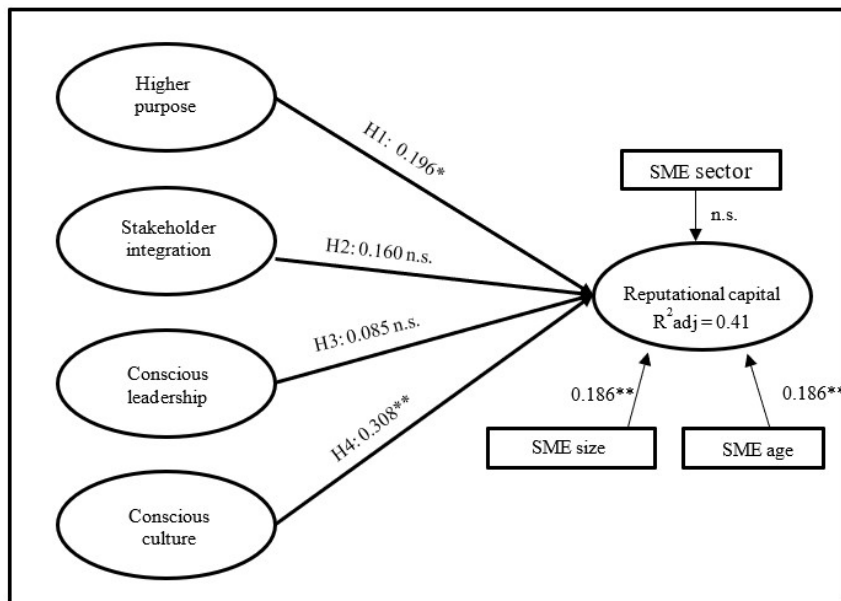 Higher
purpose
H1: 0.196*
SME sector
n.s.
Stakeholder
integration
H2: 0.160 n.s.
Reputational capital
R²adj = 0.41
H3: 0.085 n.s.
Conscious
leadership
0.186**
0.186**
H4: 0.308**
SME size
SME age
Conscious
culture